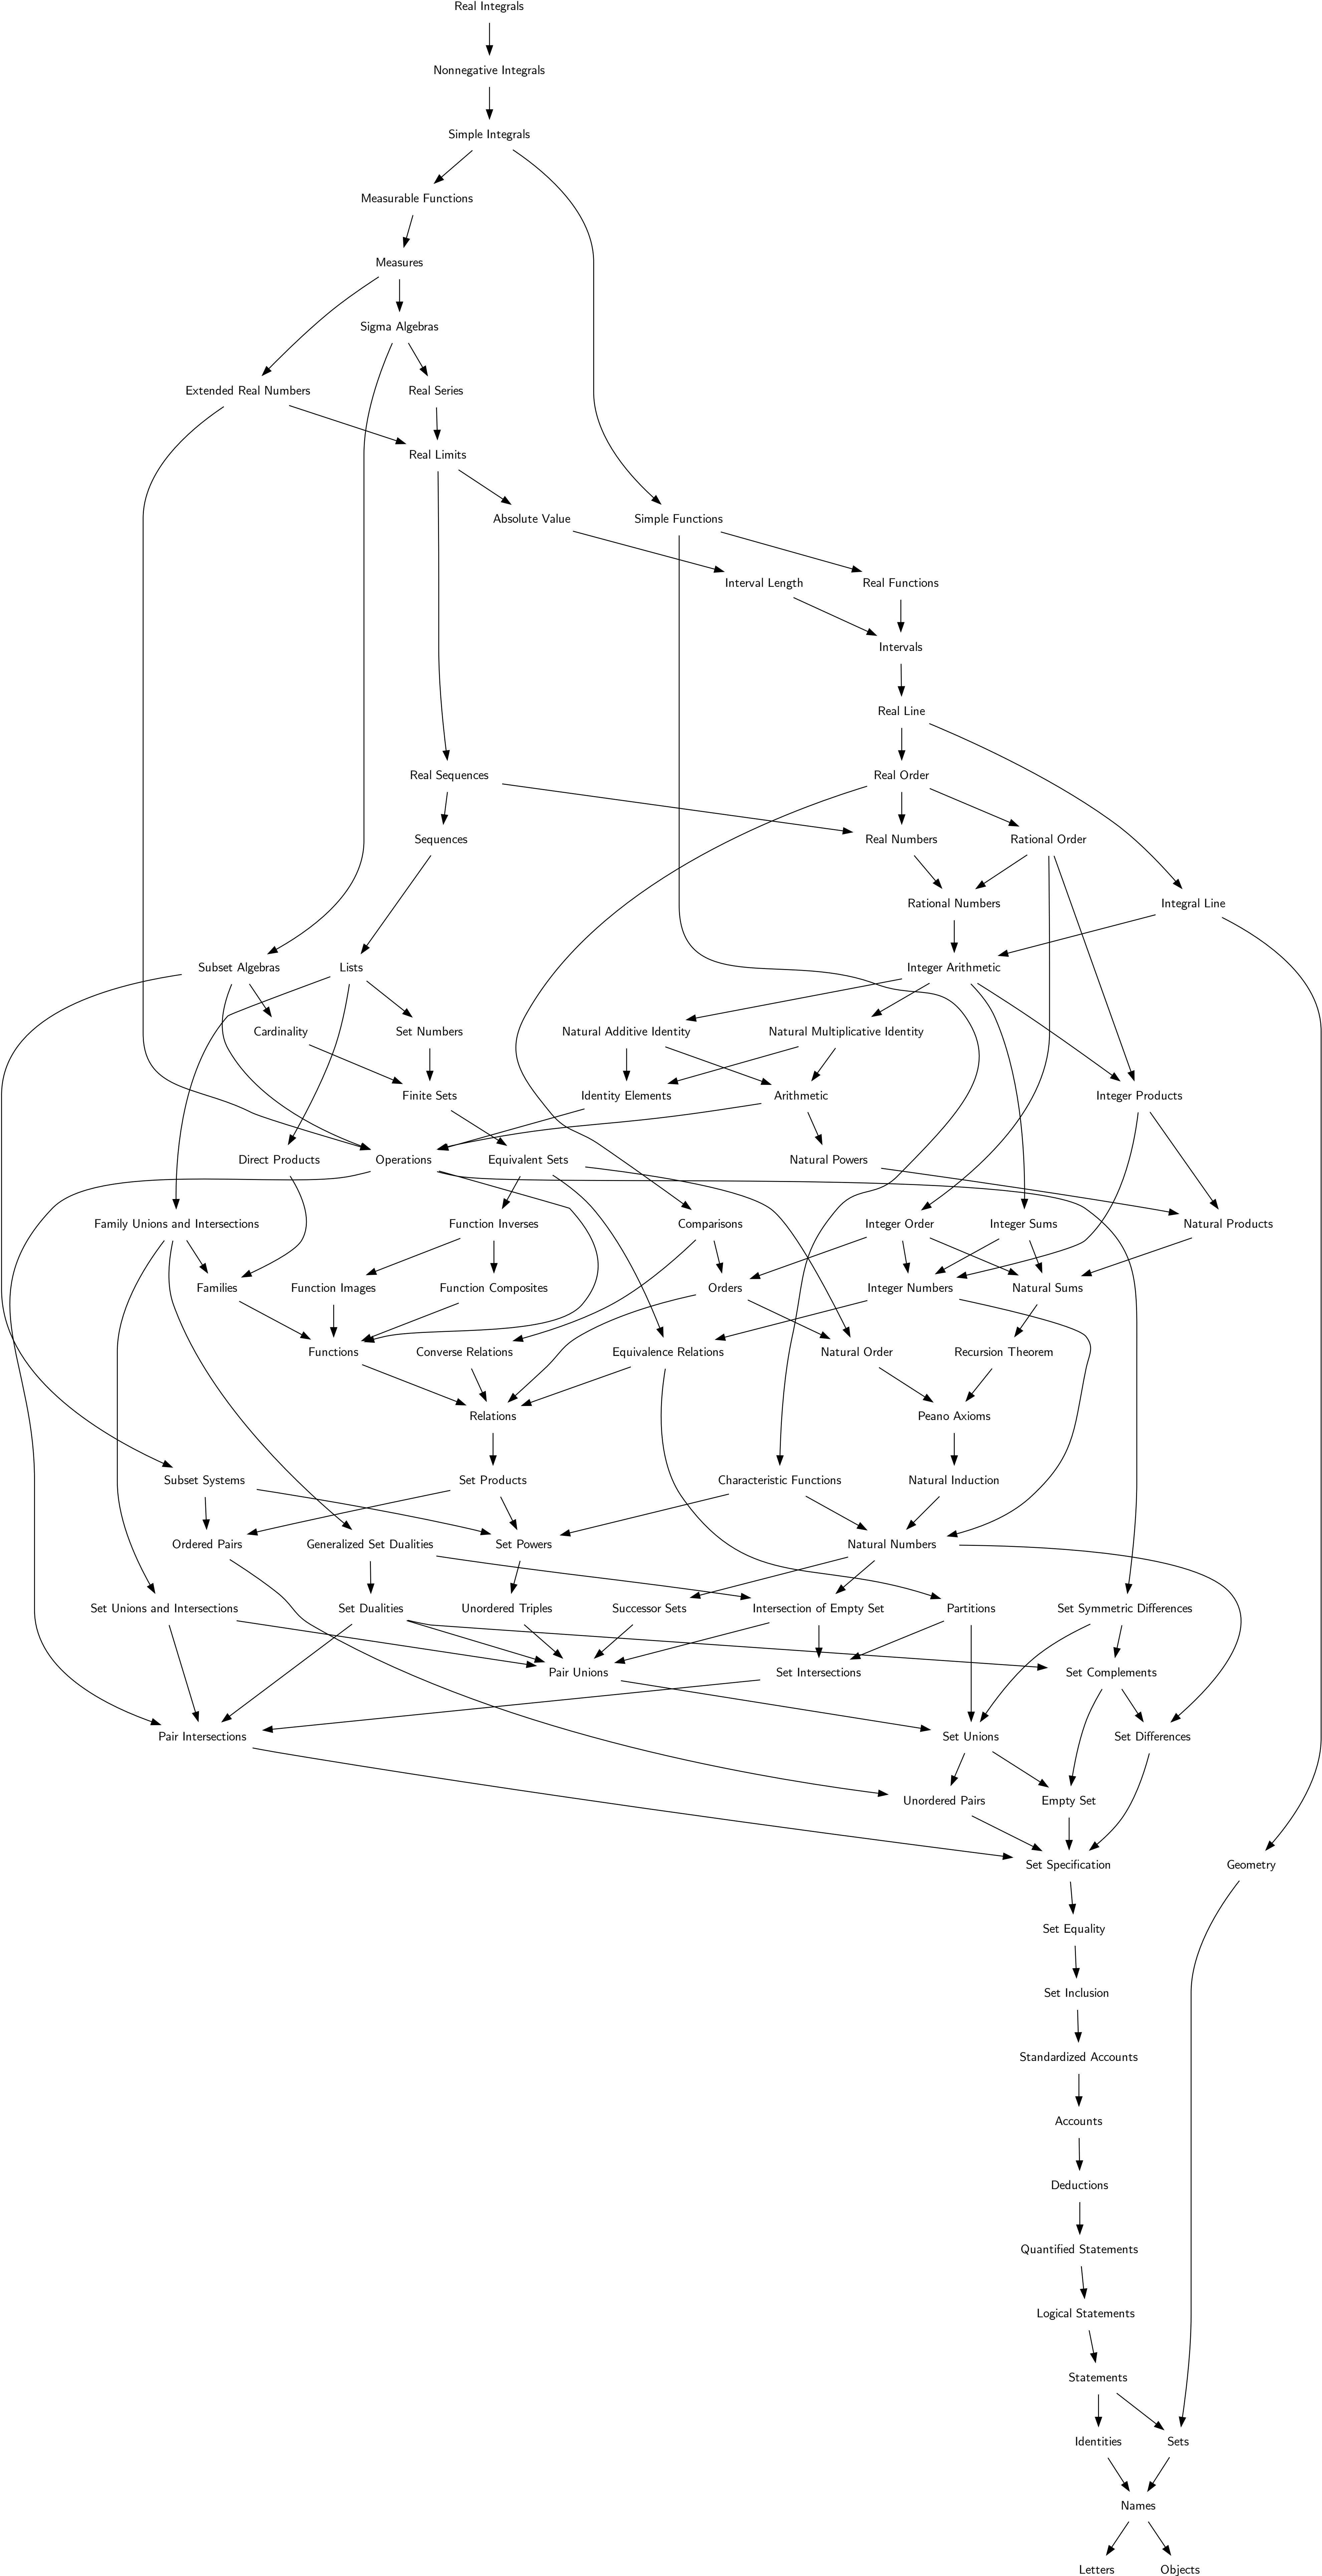 Real Integrals
Nonnegative Integrals
Simple Integrals
Measurable Functions
Measures
Sigma Algebras
Extended Real Numbers
Real Series
Real Limits
Absolute Value
Simple Functions
Interval Length
Real Functions
Intervals
Real Line
Real Sequences
Real Order
Sequences
Real Numbers
Rational Order
Rational Numbers
Integral Line
Subset Algebras
Lists
Integer Arithmetic
Cardinality
Set Numbers
Natural Additive Identity
Natural Multiplicative Identity
Finite Sets
Identity Elements
Arithmetic
Integer Products
Direct Products
Operations
Equivalent Sets
Natural Powers
Family Unions and Intersections
Function Inverses
Comparisons
Integer Order
Integer Sums
Natural Products
Families
Function Images
Function Composites
Orders
Integer Numbers
Natural Sums
Functions
Converse Relations
Equivalence Relations
Natural Order
Recursion Theorem
Relations
Peano Axioms
Subset Systems
Set Products
Characteristic Functions
Natural Induction
Ordered Pairs
Generalized Set Dualities
Set Powers
Natural Numbers
Set Unions and Intersections
Set Dualities
Unordered Triples
Successor Sets
Intersection of Empty Set
Partitions
Set Symmetric Differences
Pair Unions
Set Intersections
Set Complements
Pair Intersections
Set Unions
Set Differences
Unordered Pairs
Empty Set
Set Specification
Geometry
Set Equality
Set Inclusion
Standardized Accounts
Accounts
Deductions
Quantified Statements
Logical Statements
Statements
Identities
Sets
Names
Letters
Objects